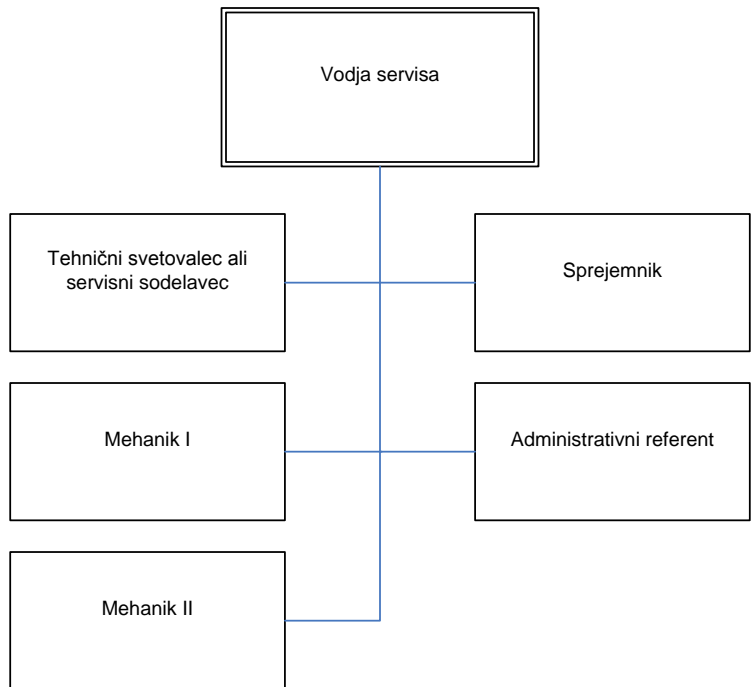 Vodja servisa
Tehnični svetovalec ali
servisni sodelavec
Sprejemnik
Mehanik I
Administrativni referent
Mehanik II